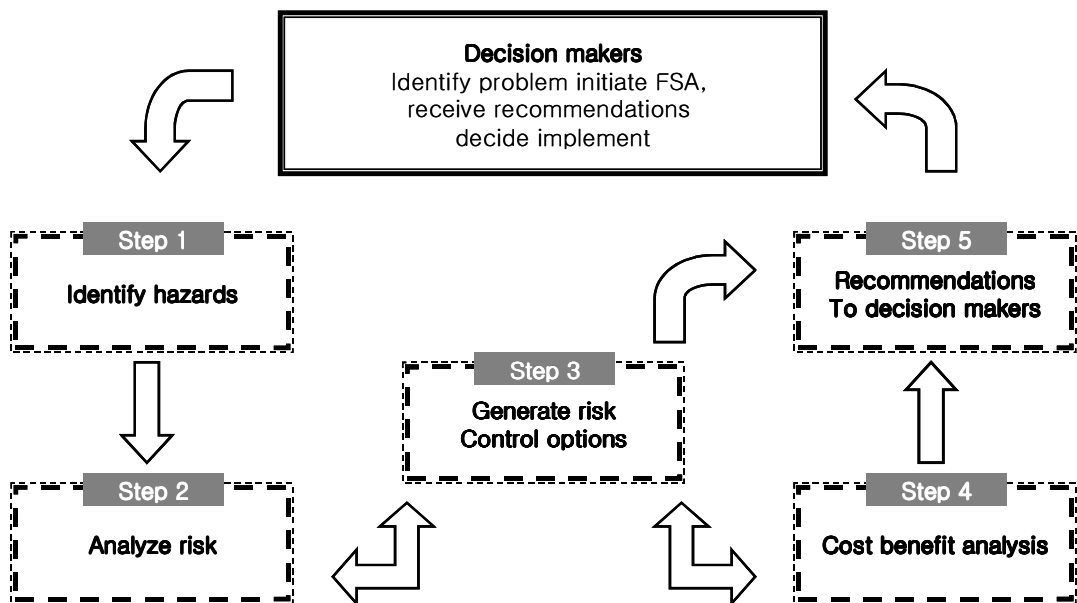 Decision makers
Identify problem initiate FSA,
receive recommendations
decide implement
Step 1
Identify hazards
Step 2
Analyze risk
Step 3
Generate risk
Control options
Step 4
Cost benefit analysis
Step 5
Recommendations
To decision makers